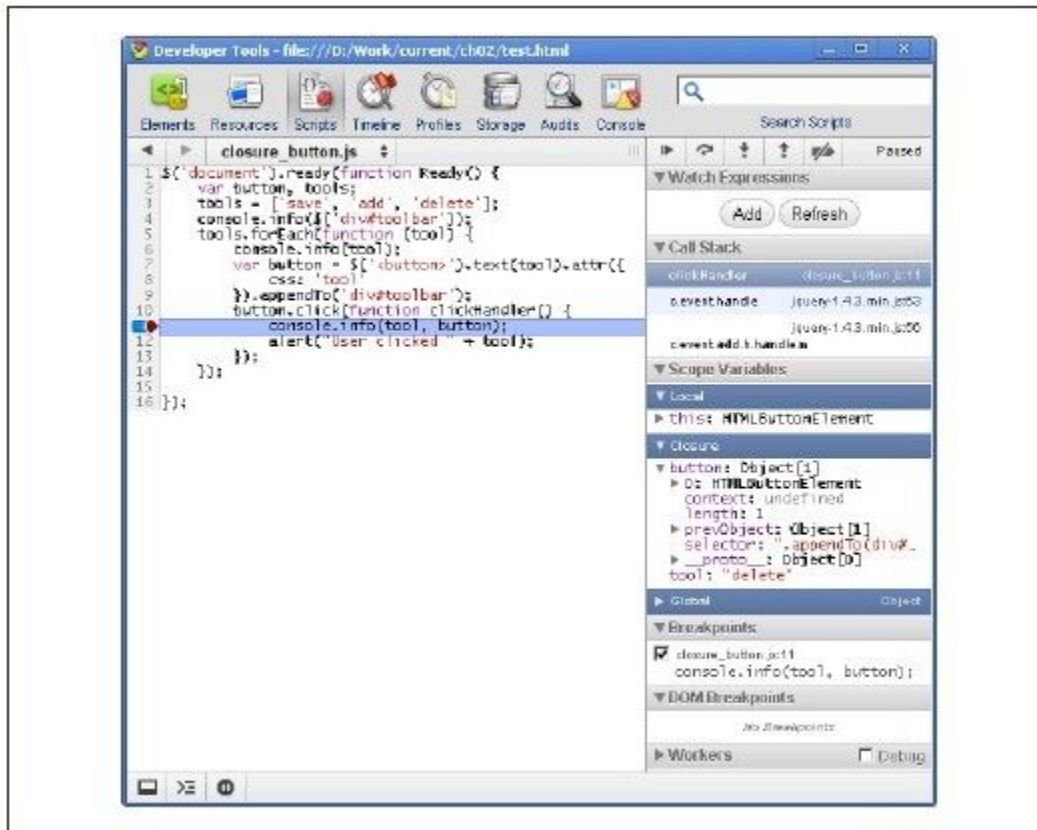 Developer Tools - file:///D:/Work/current/ch02/test.html
Elements Resources Scripts Timeline Profiles Storage Audits Console
Search Scripts
closure_button.js
Paused
1 $('document').ready(function Ready() {
2 var button, tools;
3 tools = ['save', 'add', 'delete'];
4 console.info($('div#toolbar'));
5 tools.forEach(function (tool) {
6 console.info(tool);
7 var button = $('<button>').text(tool).attr({
8 css: 'tool'
9 }).appendTo('div#toolbar');
10 button.click(function clickHandler() {
console.info(tool, button);
12 alert("User clicked " + tool);
13 });
14 });
15
16 });
Watch Expressions
Add Refresh
Call Stack
clickHandler closure_button.js:11
c.event.handle jquery-1.4.3.min.js:63
jquery-1.4.3.min.js:56
c.event.add.h.handle
Scope Variables
Local
this: HTMLButtonElement
Closure
button: Object[1]
0: HTMLButtonElement
context: undefined
length: 1
prevObject: Object[1]
selector: ".appendTo(div#…
__proto__: Object[0]
tool: "delete"
Global Object
Breakpoints
closure_button.js:11
console.info(tool, button);
DOM Breakpoints
No Breakpoints
Workers Debug